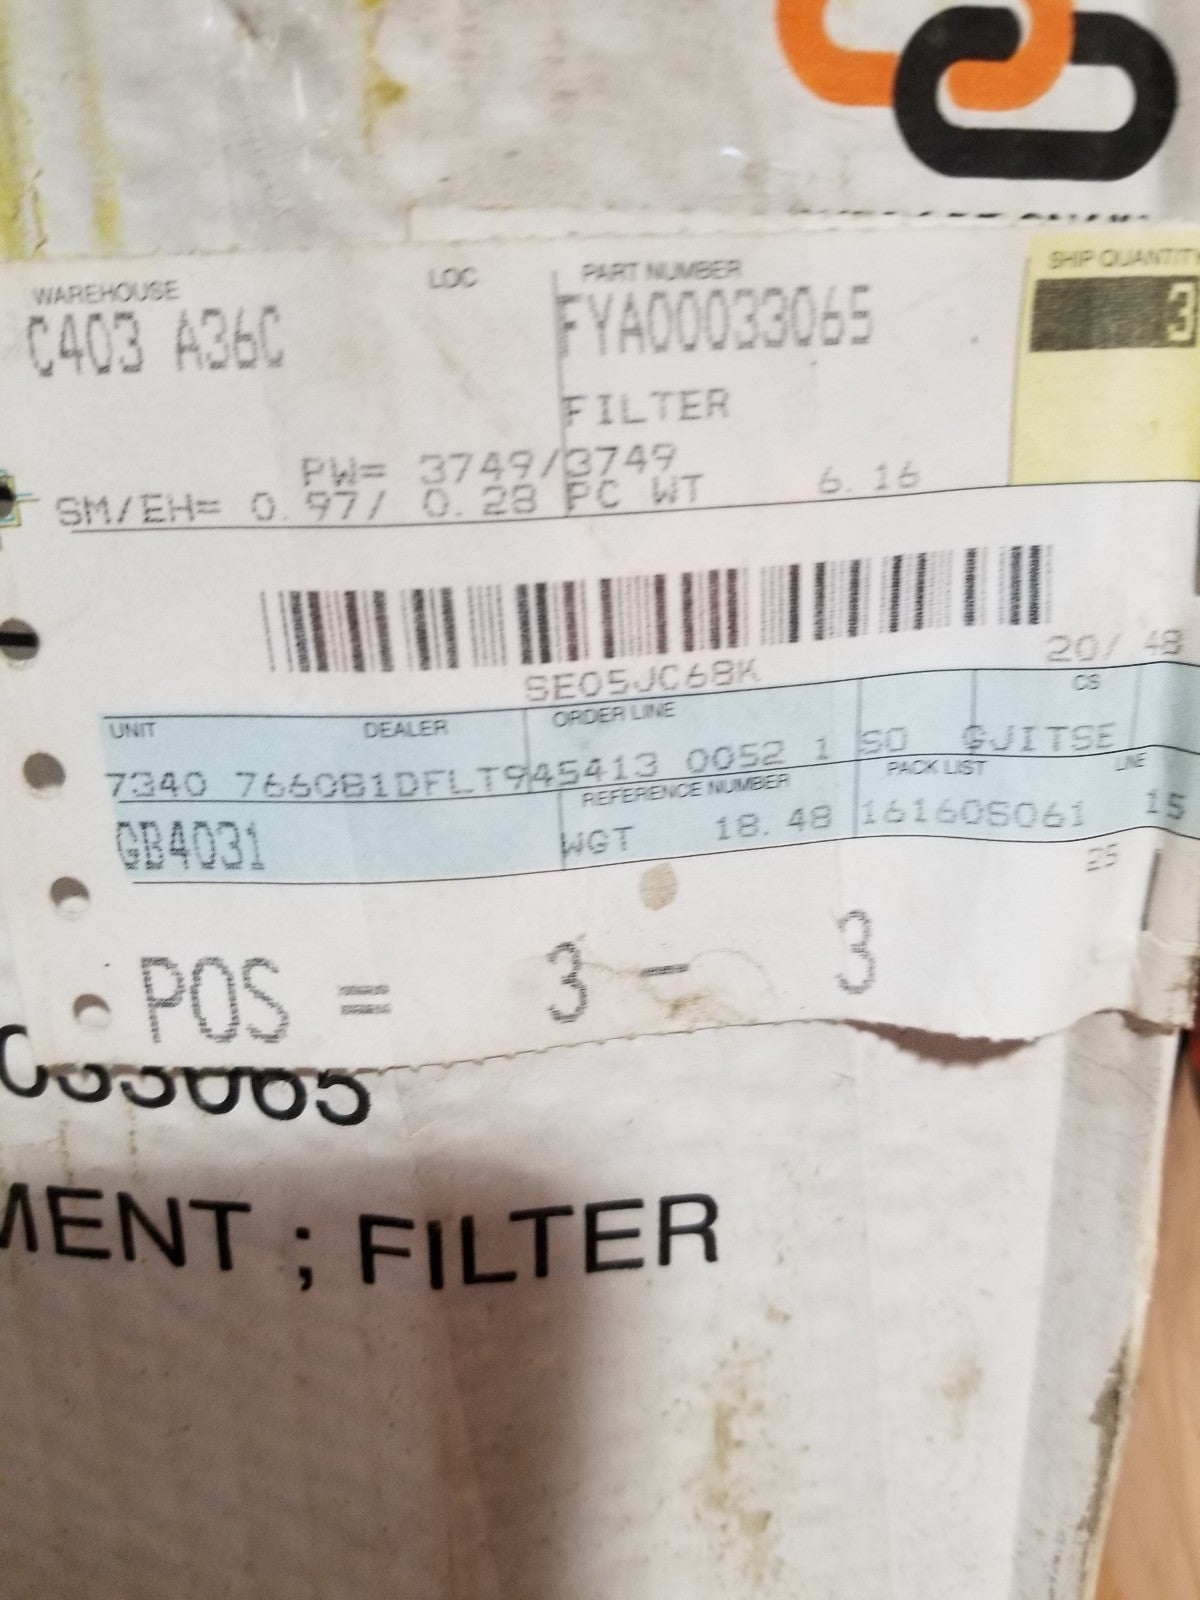 WAREHOUSE LOC PART NUMBER SHIP QUANTITY
C403 A36C FYA00033065 3
FILTER
PW= 3749/3749
SM/EH= 0.97/ 0.28 PC WT 6.16
SE05JC68K 20/ 48
UNIT DEALER ORDER LINE CS
7340 766081DFLT945413 0052 1 SO GJITSE
REFERENCE NUMBER PACK LIST LINE
GB4031 WGT 18.48 16160S061 15
POS = 3 - 3
033065
MENT ; FILTER